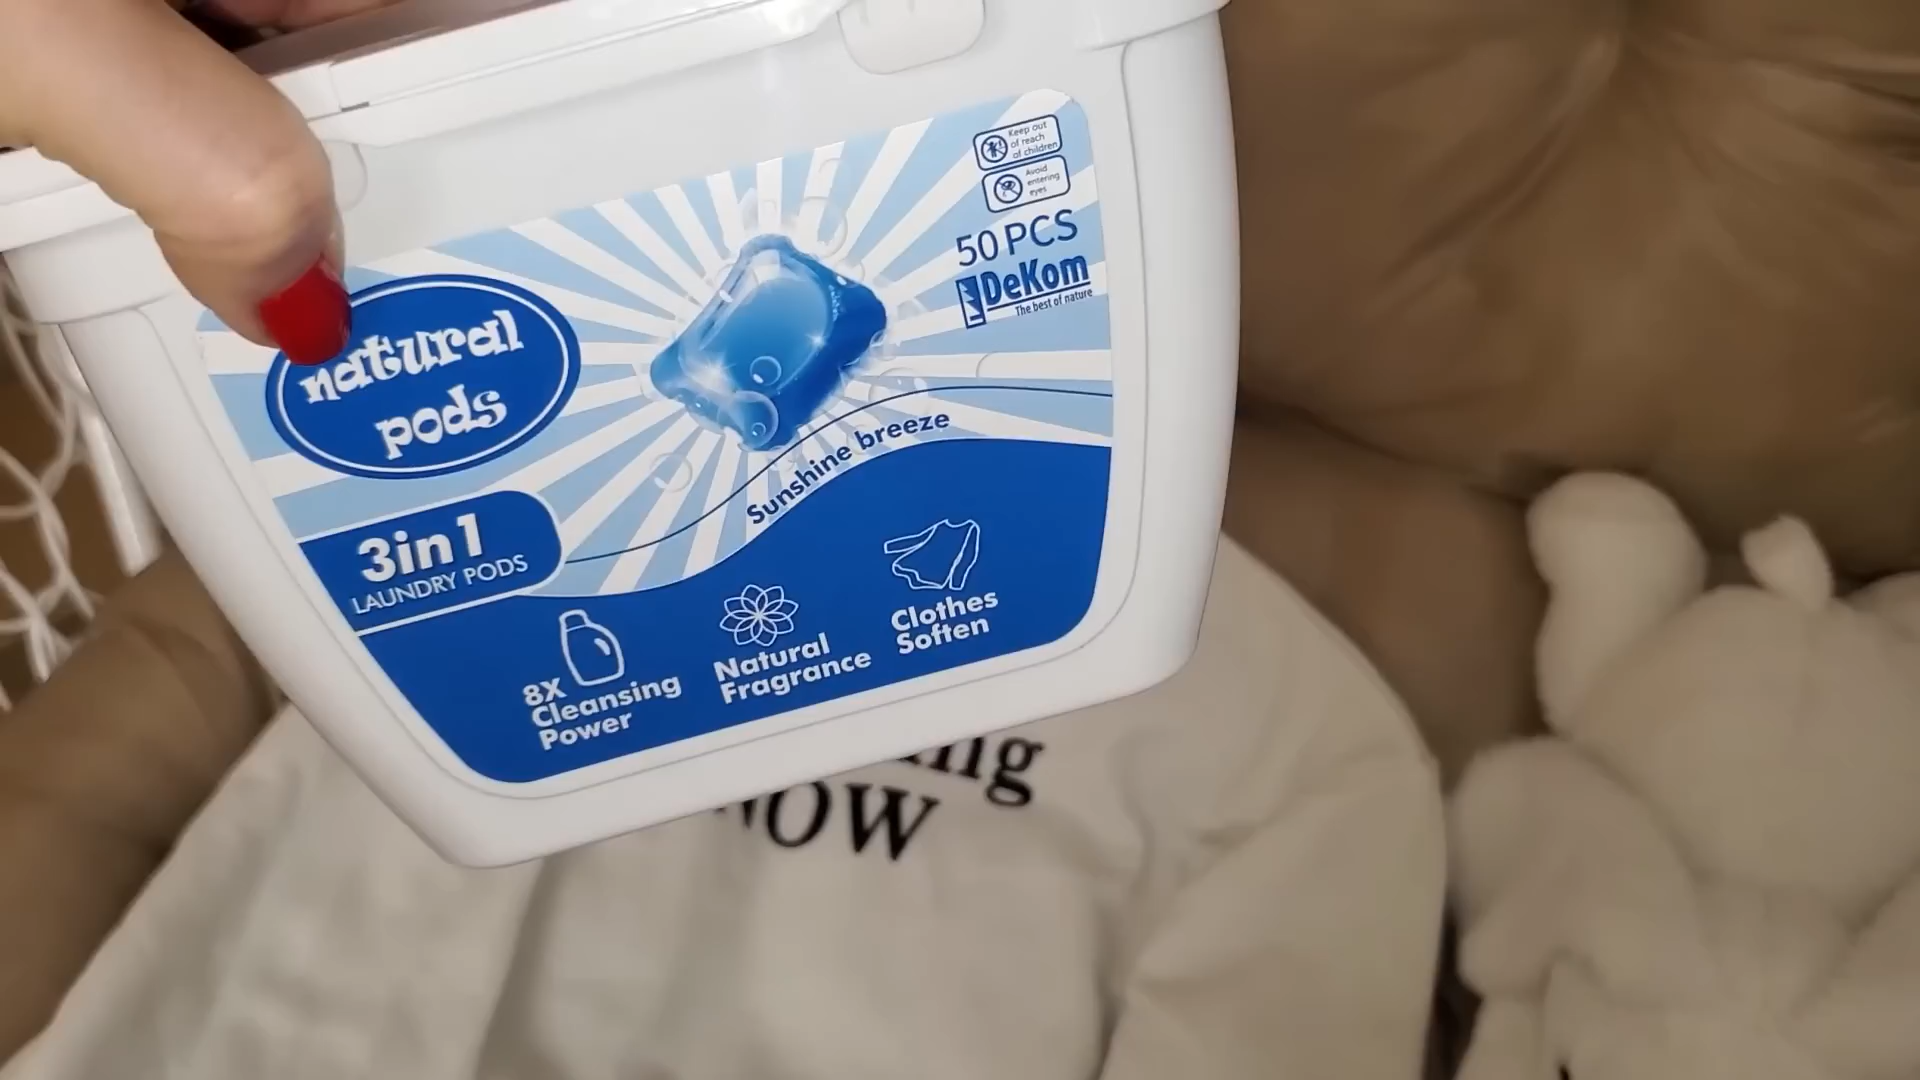 Keep out
of reach
of children
Avoid
entering
eyes
50 PCS
DeKom
The best of nature
natural
pods
Sunshine breeze
3in1
LAUNDRY PODS
8X
Cleansing
Power
Natural
Fragrance
Clothes
Soften